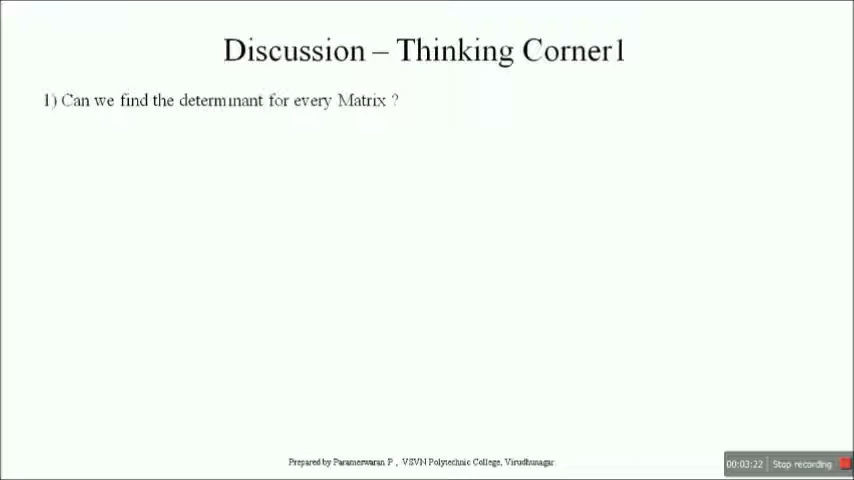 Discussion – Thinking Corner1
1) Can we find the determinant for every Matrix ?
Prepared by Paramerwaran P , VSVN Polytechnic College, Virudhunagar
00:03:22 Stop recording